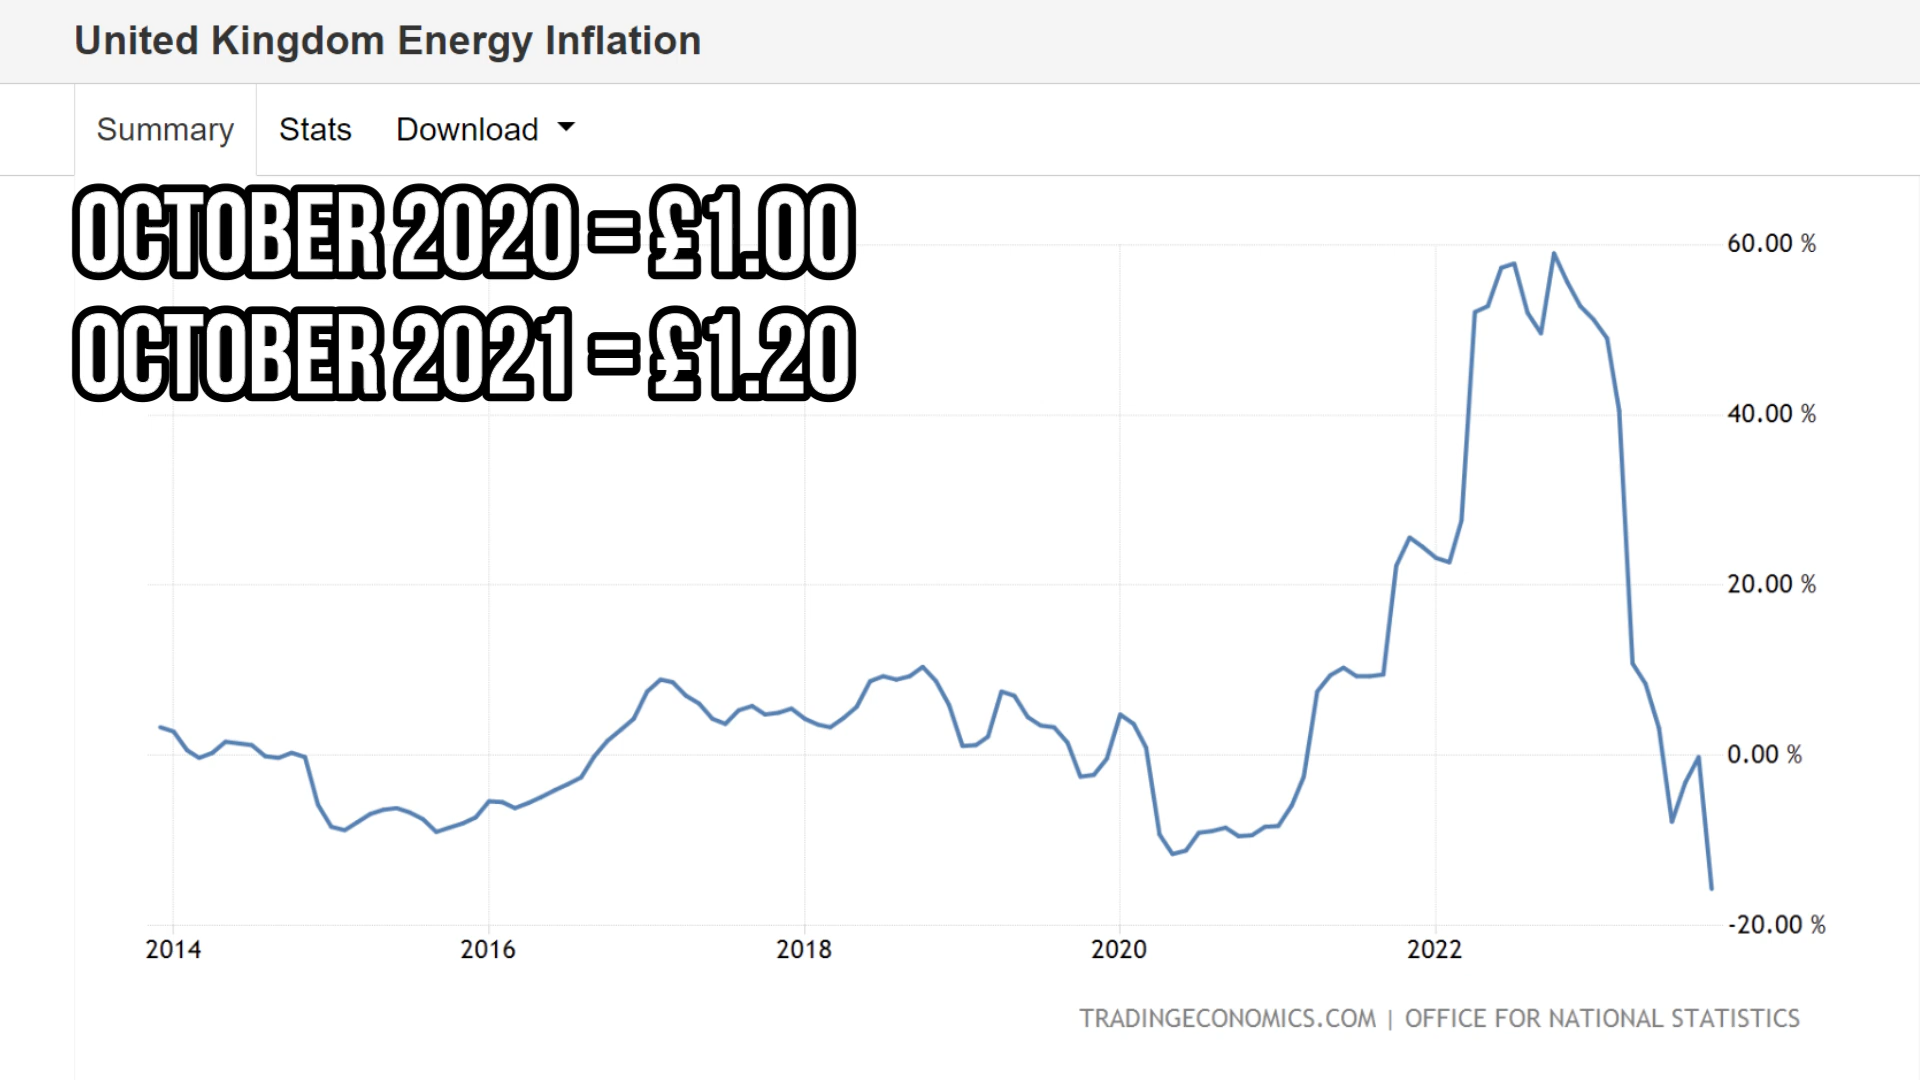 United Kingdom Energy Inflation
Summary Stats Download
OCTOBER 2020 = £1.00
OCTOBER 2021 = £1.20
60.00 %
40.00 %
20.00 %
0.00 %
-20.00 %
2014 2016 2018 2020 2022
TRADINGECONOMICS.COM | OFFICE FOR NATIONAL STATISTICS